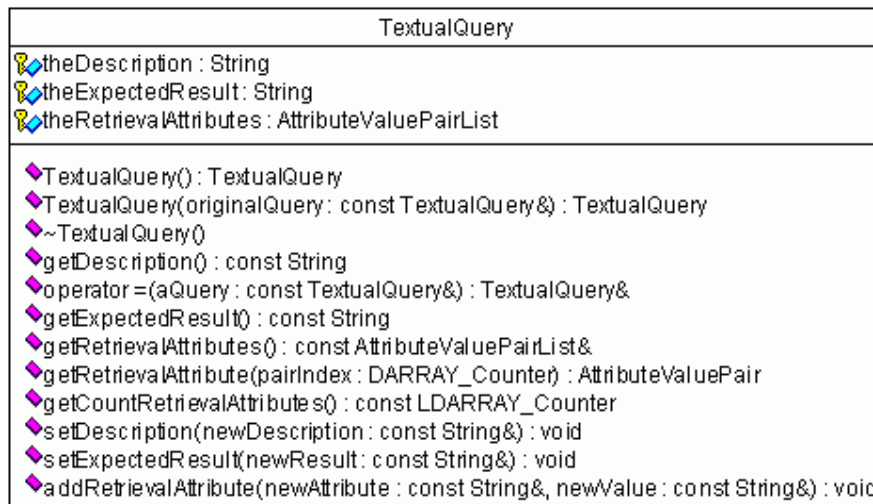 TextualQuery
theDescription : String
theExpectedResult : String
theRetrievalAttributes : AttributeValuePairList
TextualQuery() : TextualQuery
TextualQuery(originalQuery : const TextualQuery&) : TextualQuery
~TextualQuery()
getDescription() : const String
operator =(aQuery : const TextualQuery&) : TextualQuery&
getExpectedResult() : const String
getRetrievalAttributes() : const AttributeValuePairList&
getRetrievalAttribute(pairIndex : DARRAY_Counter) : AttributeValuePair
getCountRetrievalAttributes() : const LDARRAY_Counter
setDescription(newDescription : const String&) : void
setExpectedResult(newResult : const String&) : void
addRetrievalAttribute(newAttribute : const String&, newValue : const String&) : void